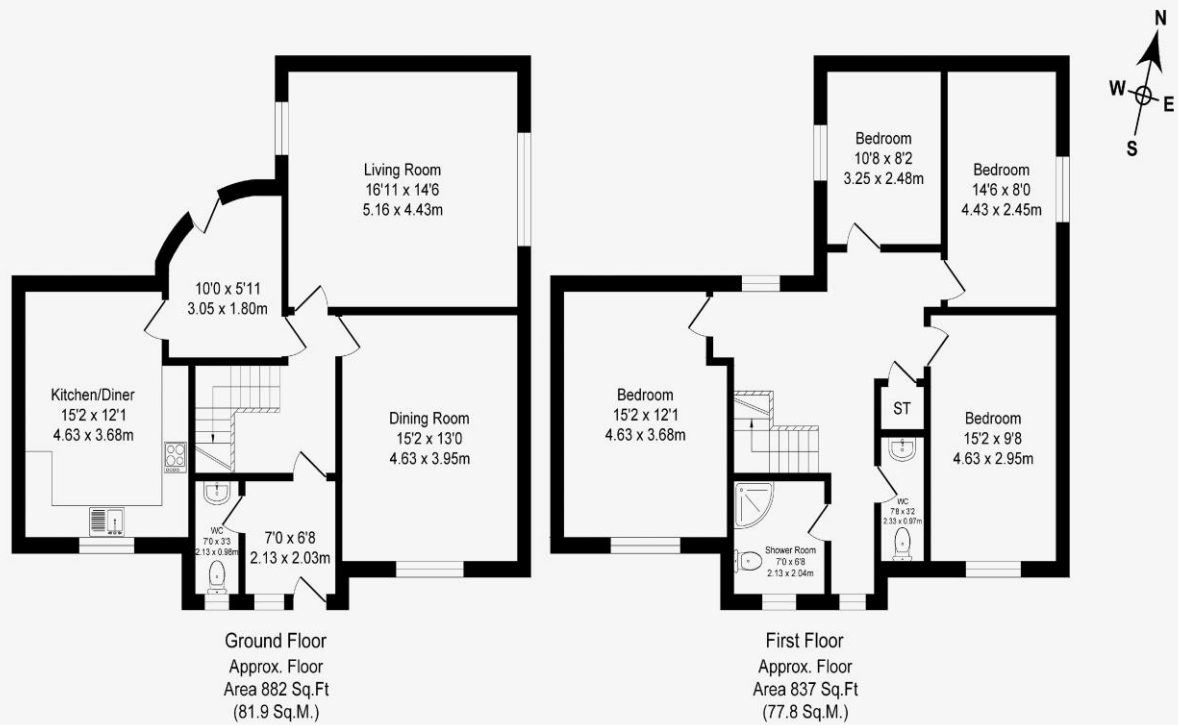 N
W
E
S
Living Room
16'11 x 14'6
5.16 x 4.43m
10'0 x 5'11
3.05 x 1.80m
Kitchen/Diner
15'2 x 12'1
4.63 x 3.68m
Dining Room
15'2 x 13'0
4.63 x 3.95m
WC
7'0 x 3'3
2.13 x 0.98m
7'0 x 6'8
2.13 x 2.03m
Ground Floor
Approx. Floor
Area 882 Sq.Ft
(81.9 Sq.M.)
Bedroom
10'8 x 8'2
3.25 x 2.48m
Bedroom
14'6 x 8'0
4.43 x 2.45m
Bedroom
15'2 x 12'1
4.63 x 3.68m
ST
Bedroom
15'2 x 9'8
4.63 x 2.95m
WC
7'8 x 3'2
2.33 x 0.97m
Shower Room
7'0 x 6'8
2.13 x 2.04m
First Floor
Approx. Floor
Area 837 Sq.Ft
(77.8 Sq.M.)